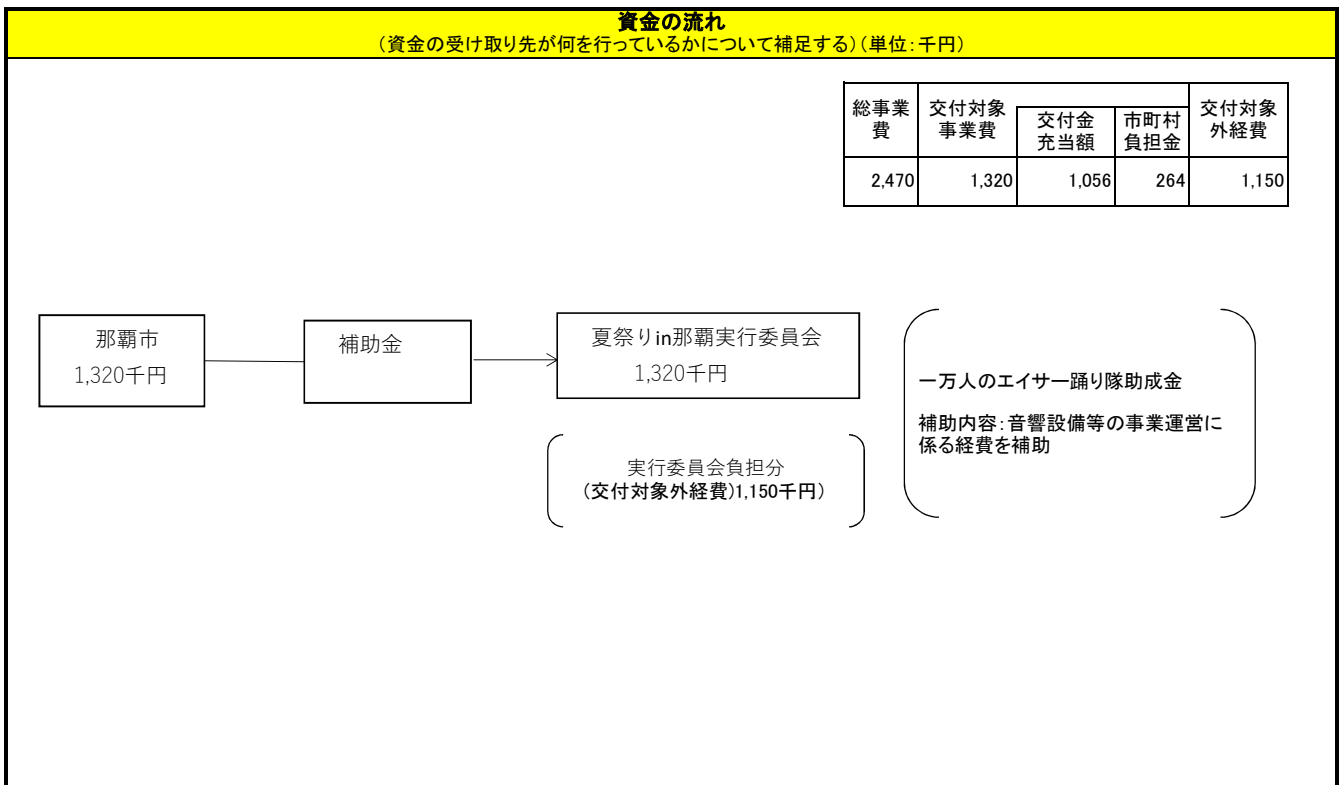 資金の流れ
（資金の受け取り先が何を行っているかについて補足する）（単位：千円）
総事業費
交付対象事業費
交付金充当額
市町村負担金
交付対象外経費
2,470
1,320
1,056
264
1,150
那覇市
1,320千円
補助金
夏祭りin那覇実行委員会
1,320千円
実行委員会負担分
(交付対象外経費)1,150千円）
一万人のエイサー踊り隊助成金
補助内容：音響設備等の事業運営に
係る経費を補助